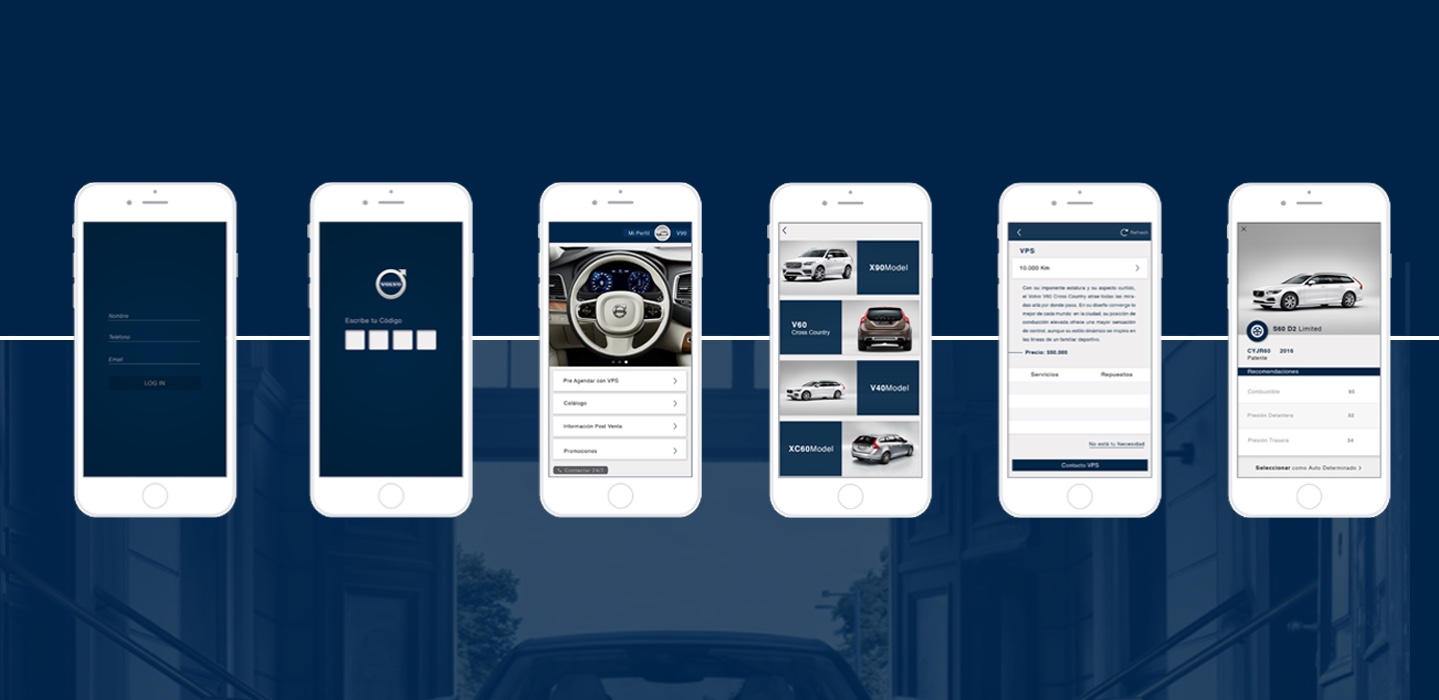 Nombre
Teléfono
Email
LOG IN
VOLVO
Escribe tu Código
Mi Perfil
V90
Pre Agendar con VPS
Catálogo
Información Post Venta
Promociones
Contactar 24/7
X90Model
V60
Cross Country
V40Model
XC60Model
Refresh
VPS
10.000 Km
Con su imponente estatura y su aspecto curtido,
el Volvo V60 Cross Country atrae todas las mira-
das allá por donde pasa. En su diseño converge lo
mejor de cada mundo: en la ciudad, su posición de
conducción elevada ofrece una mayor sensación
de control, aunque su estilo dinámico se inspira en
las líneas de un familiar deportivo.
Precio: $50.000
Servicios
Repuestos
No está tu Necesidad
Contacto VPS
S60 D2 Limited
CYJR60 2016
Patente
Recomendaciones
Combustible 95
Presión Delantera 32
Presión Trasera 34
Seleccionar como Auto Determinado